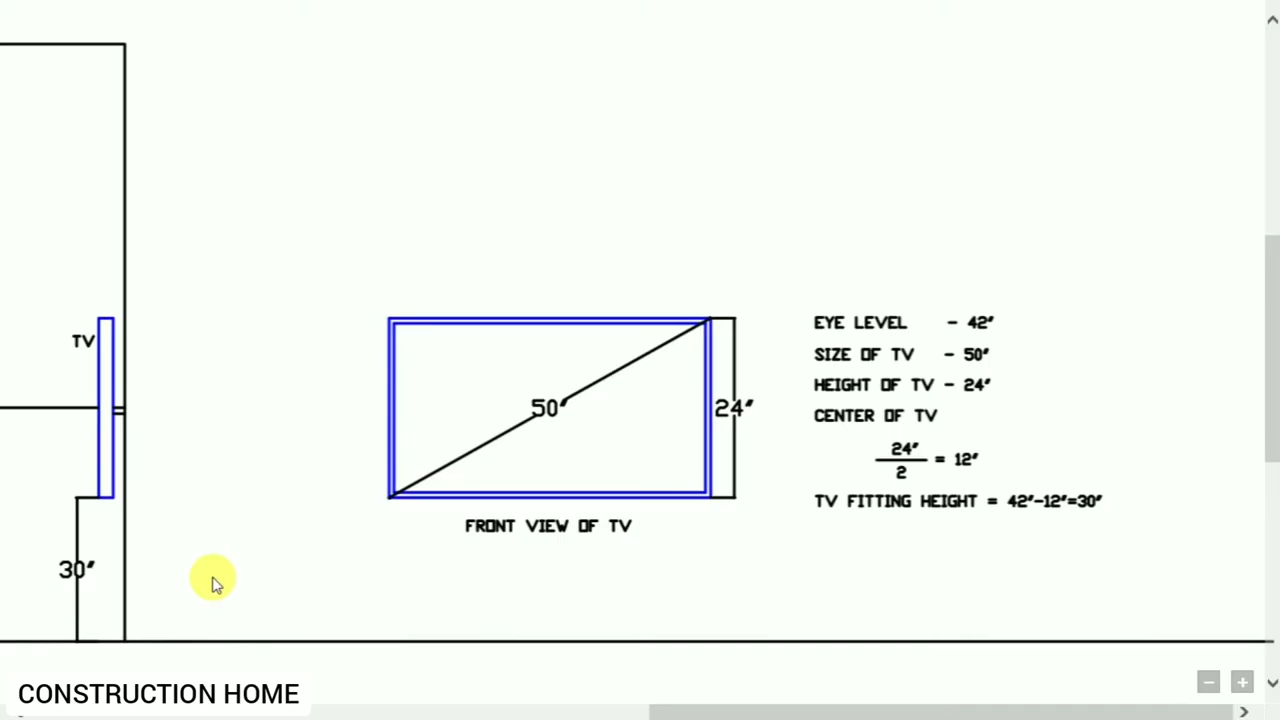 TV
30"
50"
24"
FRONT VIEW OF TV
EYE LEVEL - 42"
SIZE OF TV - 50"
HEIGHT OF TV - 24"
CENTER OF TV
24"
2
= 12"
TV FITTING HEIGHT = 42"-12"=30"
CONSTRUCTION HOME